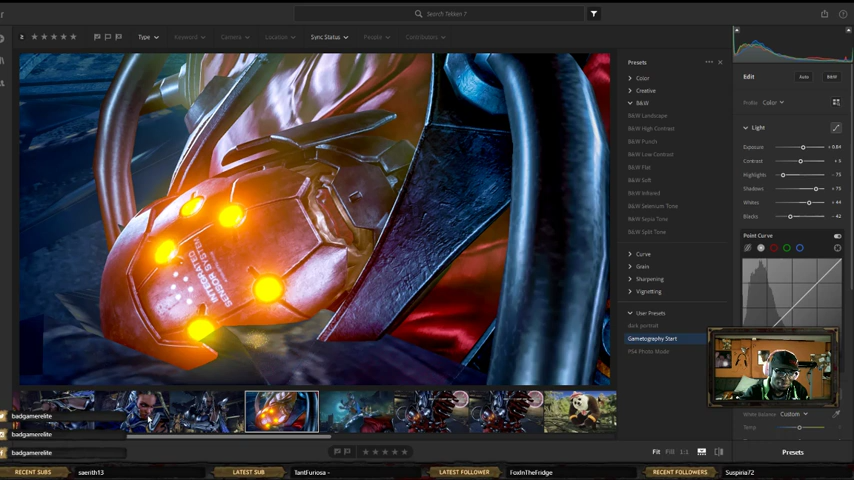 Search Tekken 7
Type
Keyword
Camera
Location
Sync Status
People
Contributors
Presets
Color
Creative
B&W
B&W Landscape
B&W High Contrast
B&W Punch
B&W Low Contrast
B&W Flat
B&W Soft
B&W Infrared
B&W Selenium Tone
B&W Sepia Tone
B&W Split Tone
Curve
Grain
Sharpening
Vignetting
User Presets
dark portrait
Gametography Start
PS4 Photo Mode
Edit
Auto
B&W
Profile
Color
Light
Exposure + 0.84
Contrast + 5
Highlights - 75
Shadows + 75
Whites + 44
Blacks - 42
Point Curve
White Balance Custom
Temp
INTEGRATED
SENSOR SYSTEM
badgamerelite
badgamerelite
badgamerelite
Fit
Fill
1:1
Presets
RECENT SUBS
saerith13
LATEST SUB
TantFuriosa -
LATEST FOLLOWER
FoxInTheFridge
RECENT FOLLOWERS
Suspiria72